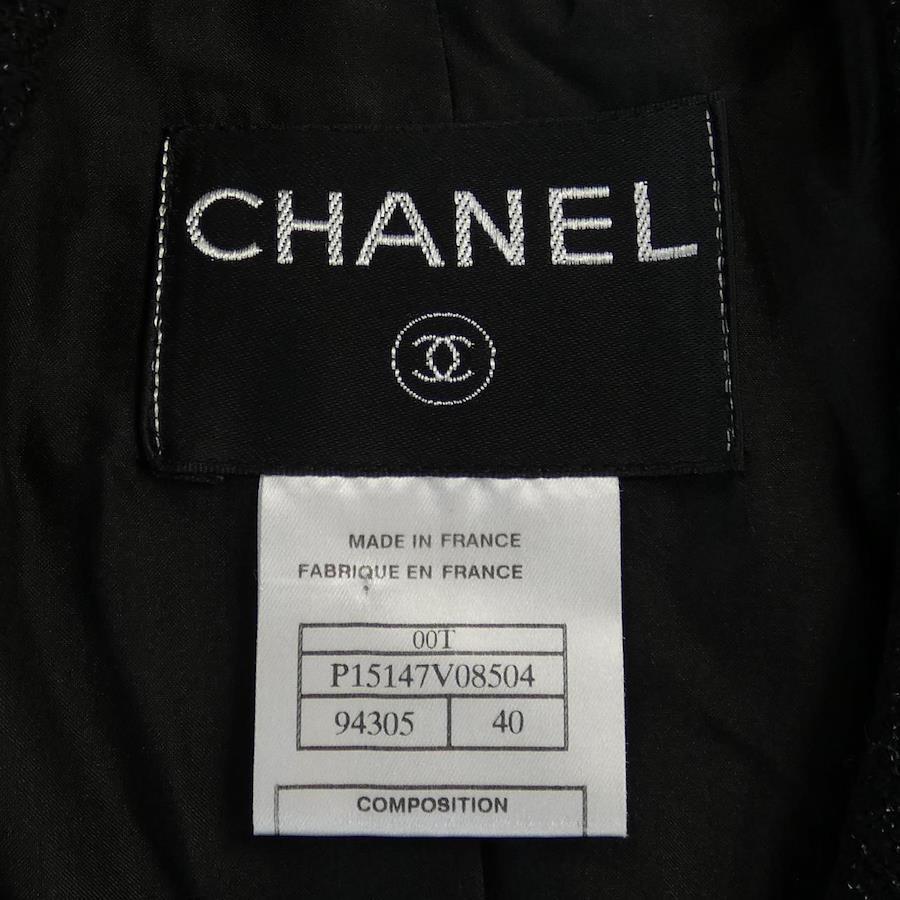 CHANEL
MADE IN FRANCE
FABRIQUE EN FRANCE
00T
P15147V08504
94305 40
COMPOSITION